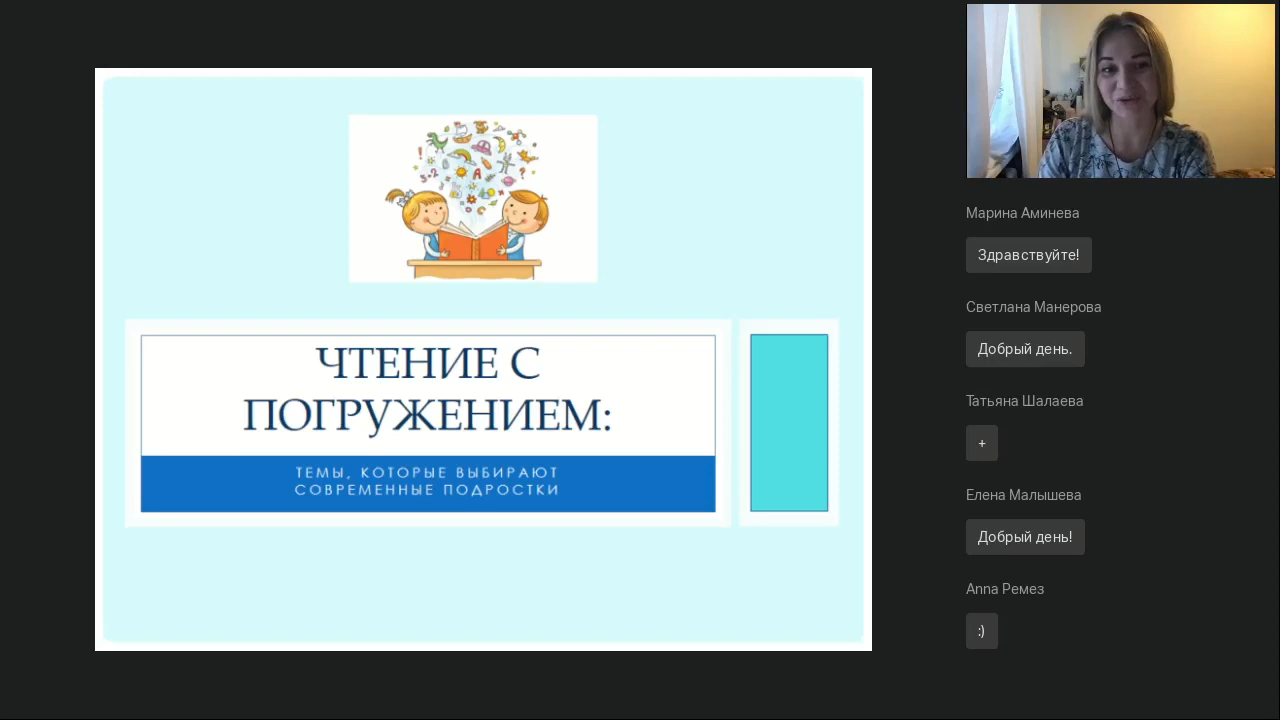 ЧТЕНИЕ С
ПОГРУЖЕНИЕМ:
ТЕМЫ, КОТОРЫЕ ВЫБИРАЮТ
СОВРЕМЕННЫЕ ПОДРОСТКИ
Марина Аминева
Здравствуйте!
Светлана Манерова
Добрый день.
Татьяна Шалаева
+
Елена Малышева
Добрый день!
Anna Ремез
:)